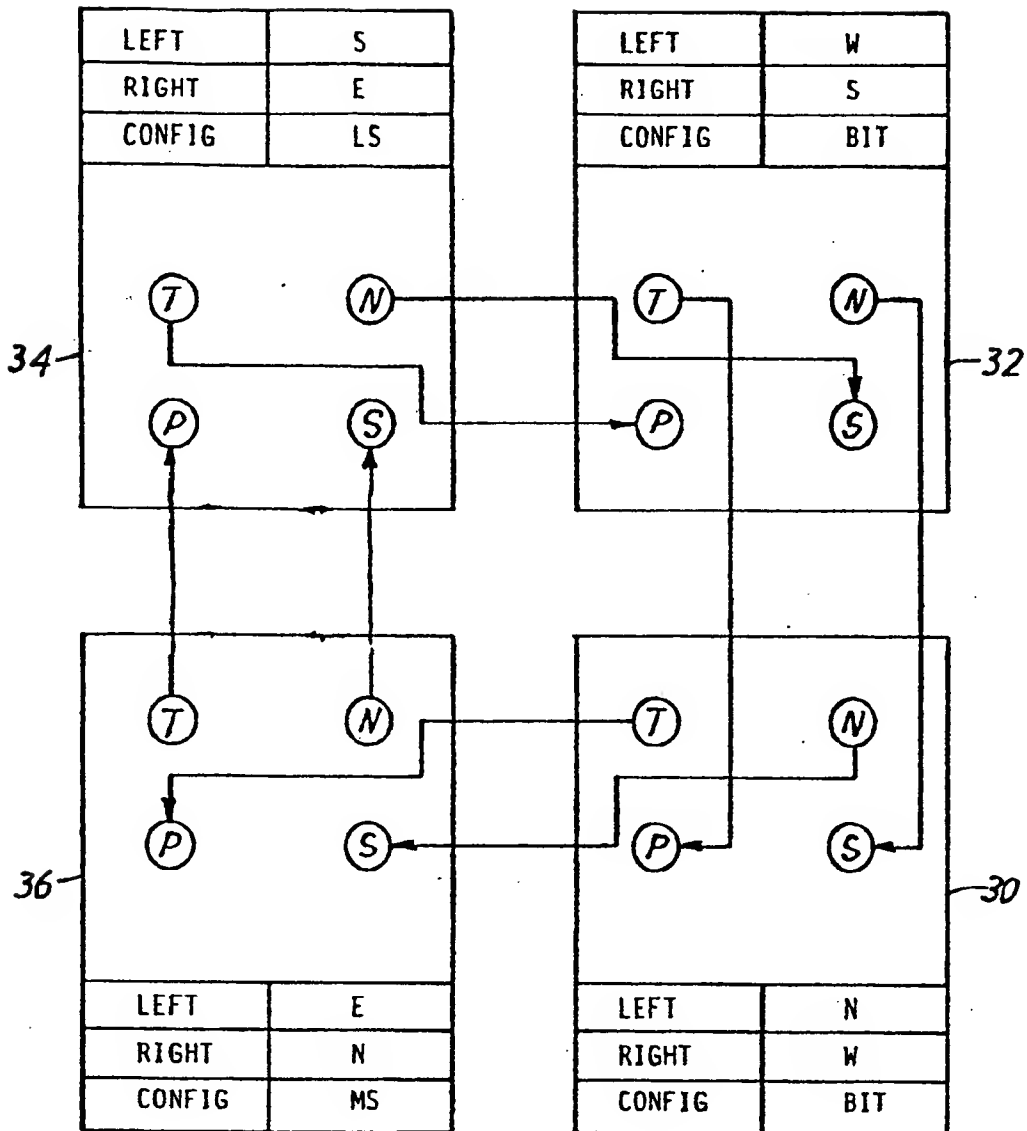 LEFT S LEFT W
RIGHT E RIGHT S
CONFIG LS CONFIG BIT
T N T N
34 32
P S P S
T N T N
P S P S
36 30
LEFT E LEFT N
RIGHT N RIGHT W
CONFIG MS CONFIG BIT